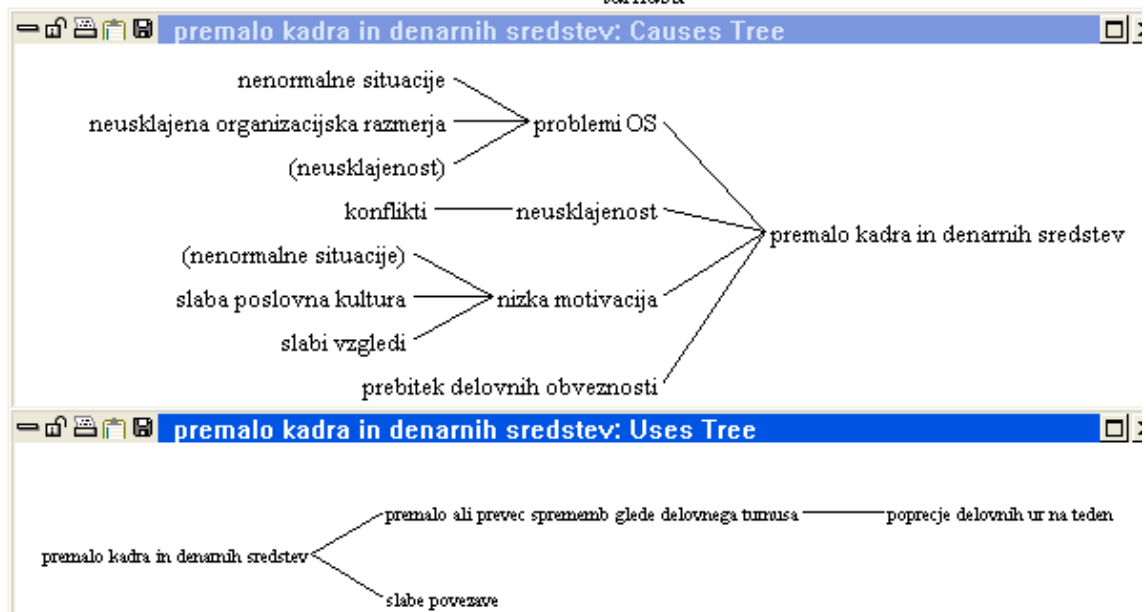 premalo kadra in denarnih sredstev: Causes Tree
nenormalne situacije
neusklajena organizacijska razmerja
problemi OS
(neusklajenost)
konflikti
neusklajenost
premalo kadra in denarnih sredstev
(nenormalne situacije)
slaba poslovna kultura
nizka motivacija
slabi vzgledi
prebitek delovnih obveznosti
premalo kadra in denarnih sredstev: Uses Tree
premalo ali prevec sprememb glede delovnega turnusa
poprecje delovnih ur na teden
premalo kadra in denarnih sredstev
slabe povezave